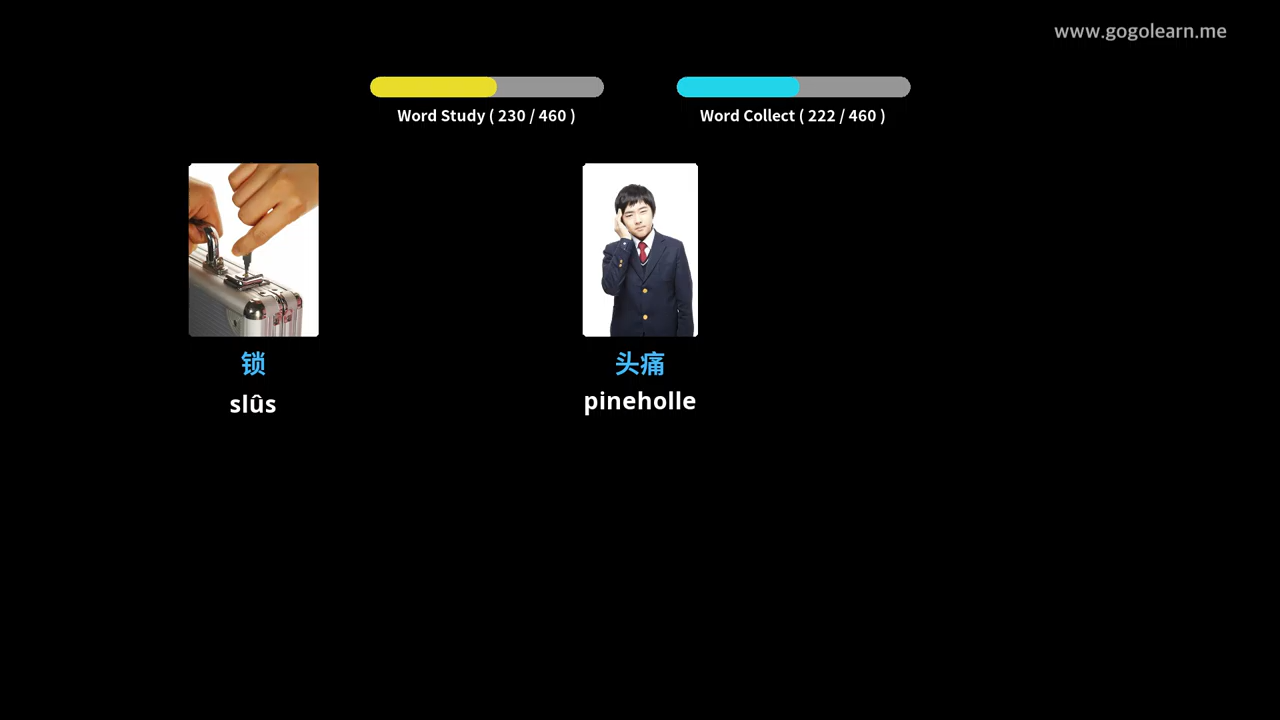 www.gogolearn.me
Word Study ( 230 / 460 )
Word Collect ( 222 / 460 )
锁
slûs
头痛
pineholle